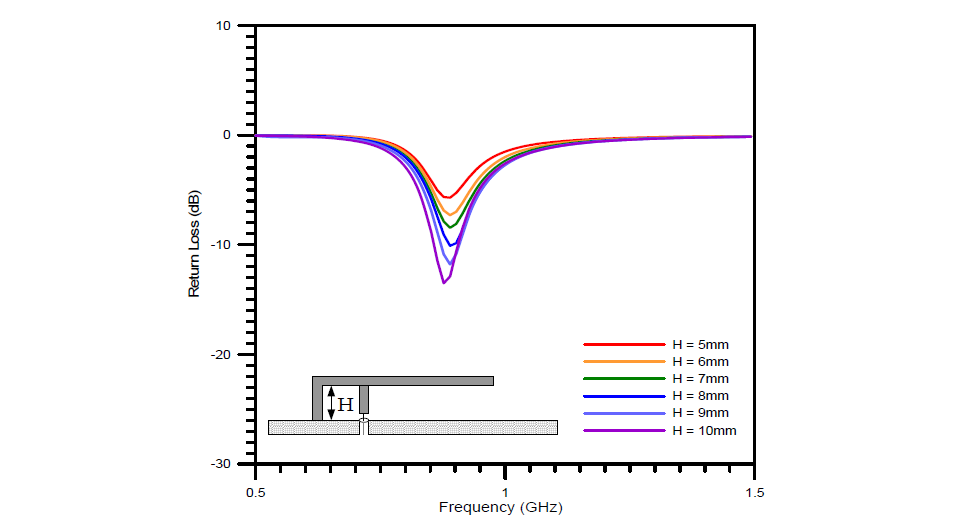 10
0
-10
-20
-30
Return Loss (dB)
0.5
1
1.5
Frequency (GHz)
H = 5mm
H = 6mm
H = 7mm
H = 8mm
H = 9mm
H = 10mm
H